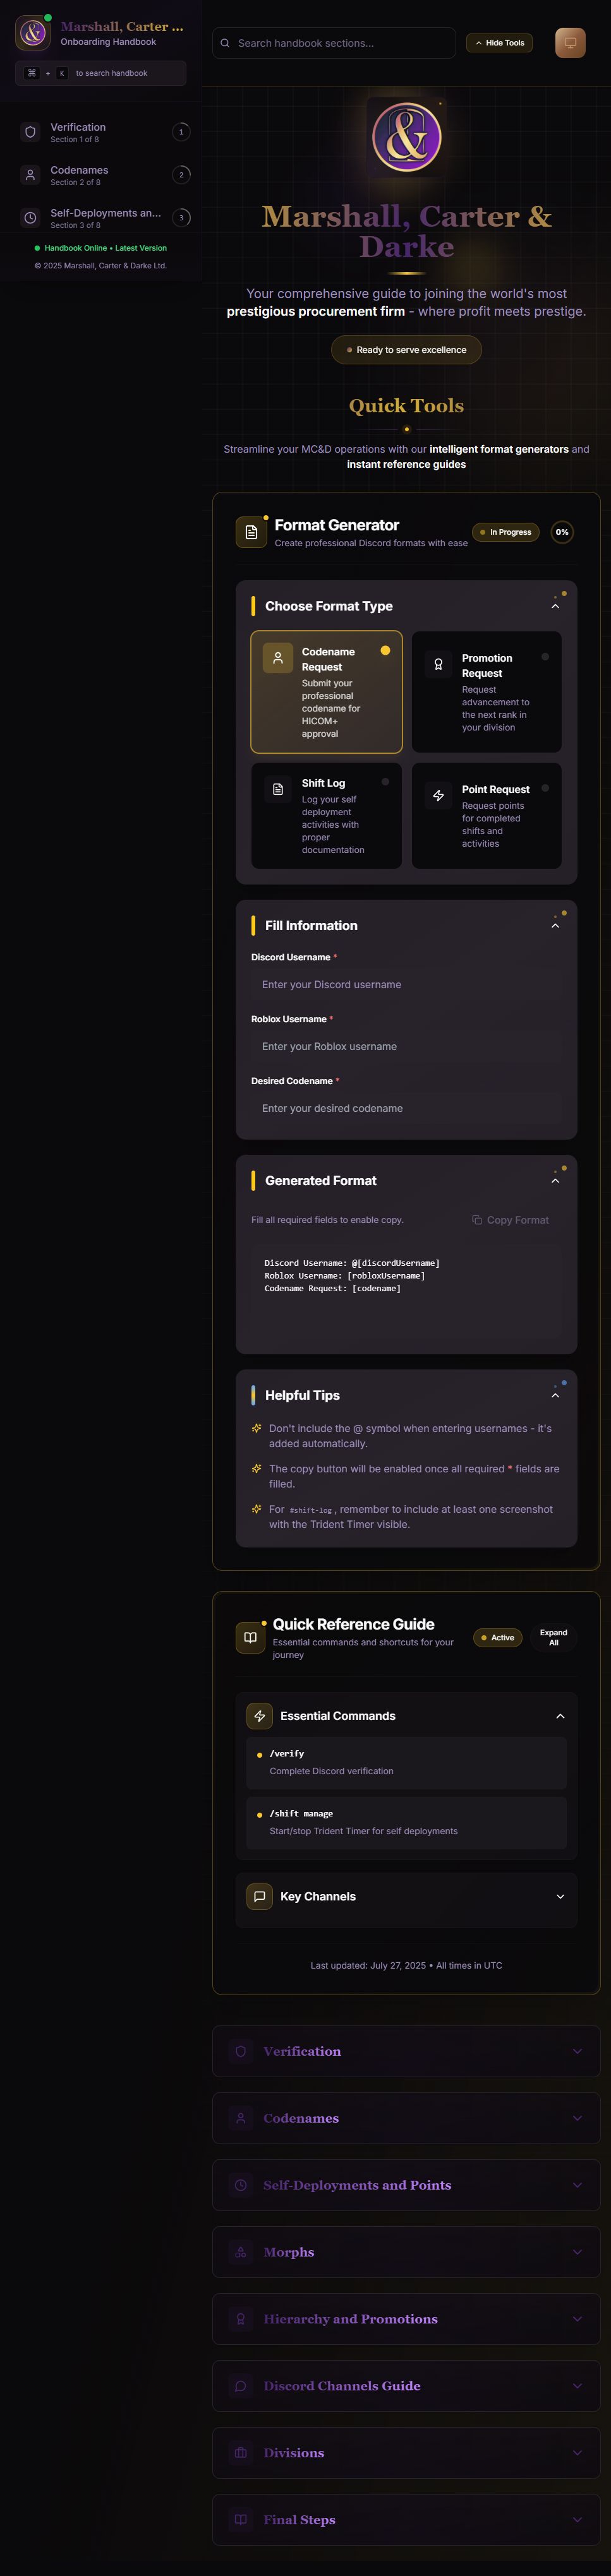 Marshall, Carter ...
Onboarding Handbook
⌘ + K to search handbook
Verification
Section 1 of 8
1
Codenames
Section 2 of 8
2
Self-Deployments an...
Section 3 of 8
3
Handbook Online • Latest Version
© 2025 Marshall, Carter & Darke Ltd.
Search handbook sections...
Hide Tools
&
Marshall, Carter &
Darke
Your comprehensive guide to joining the world's most
prestigious procurement firm - where profit meets prestige.
Ready to serve excellence
Quick Tools
Streamline your MC&D operations with our intelligent format generators and
instant reference guides
Format Generator
Create professional Discord formats with ease
In Progress
0%
Choose Format Type
Codename
Request
Submit your
professional
codename for
HICOM+
approval
Promotion
Request
Request
advancement to
the next rank in
your division
Shift Log
Log your self
deployment
activities with
proper
documentation
Point Request
Request points
for completed
shifts and
activities
Fill Information
Discord Username *
Enter your Discord username
Roblox Username *
Enter your Roblox username
Desired Codename *
Enter your desired codename
Generated Format
Fill all required fields to enable copy.
Copy Format
Discord Username: @[discordUsername]
Roblox Username: [robloxUsername]
Codename Request: [codename]
Helpful Tips
Don't include the @ symbol when entering usernames - it's
added automatically.
The copy button will be enabled once all required * fields are
filled.
For #shift-log, remember to include at least one screenshot
with the Trident Timer visible.
Quick Reference Guide
Essential commands and shortcuts for your
journey
Active
Expand
All
Essential Commands
/verify
Complete Discord verification
/shift manage
Start/stop Trident Timer for self deployments
Key Channels
Last updated: July 27, 2025 • All times in UTC
Verification
Codenames
Self-Deployments and Points
Morphs
Hierarchy and Promotions
Discord Channels Guide
Divisions
Final Steps